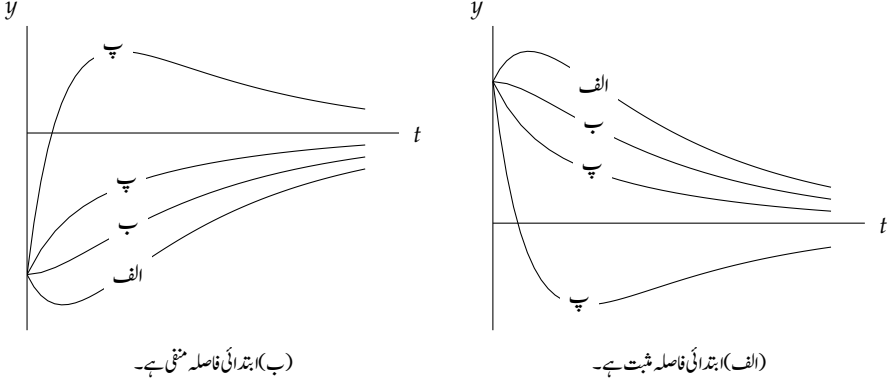 y
الف
ب
پ
t
پ
(الف) ابتدائی فاصلہ مثبت ہے۔
y
پ
t
پ
ب
الف
(ب) ابتدائی فاصلہ منفی ہے۔